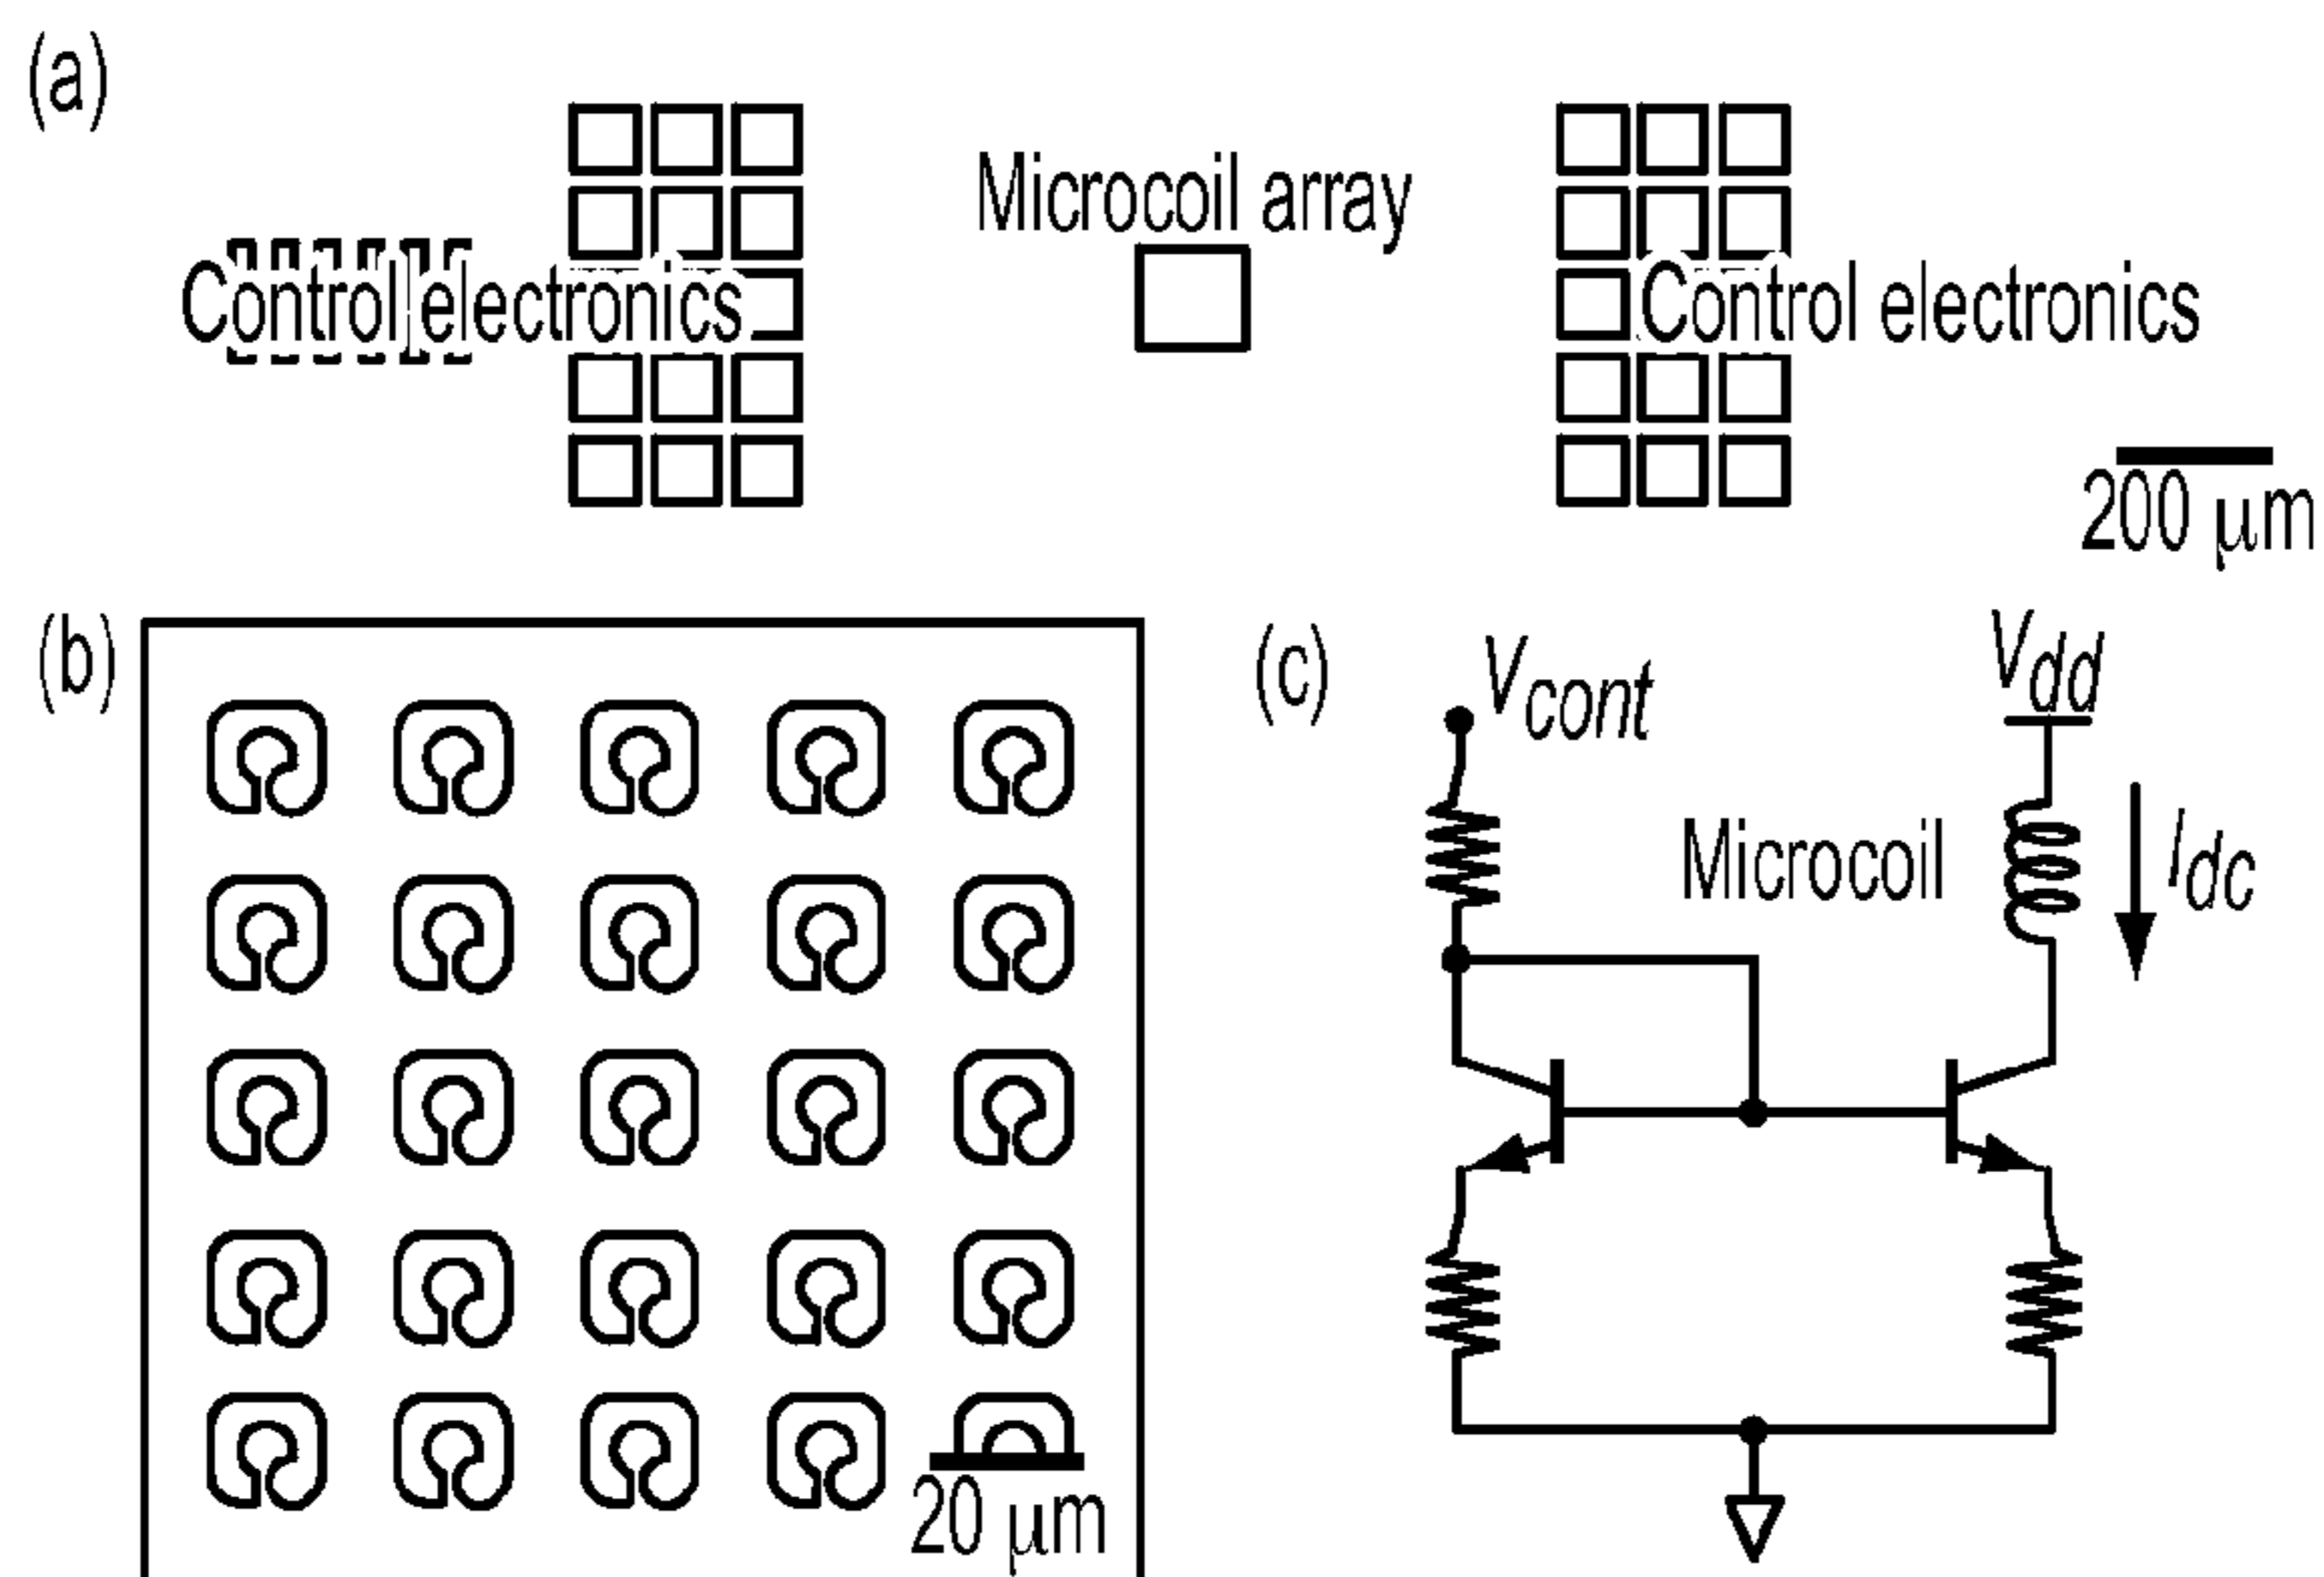 (a)
Microcoil array
Control electronics
Control electronics
200 μm
(b)
20 μm
(c)
Vcont
Vdd
Microcoil
Idc